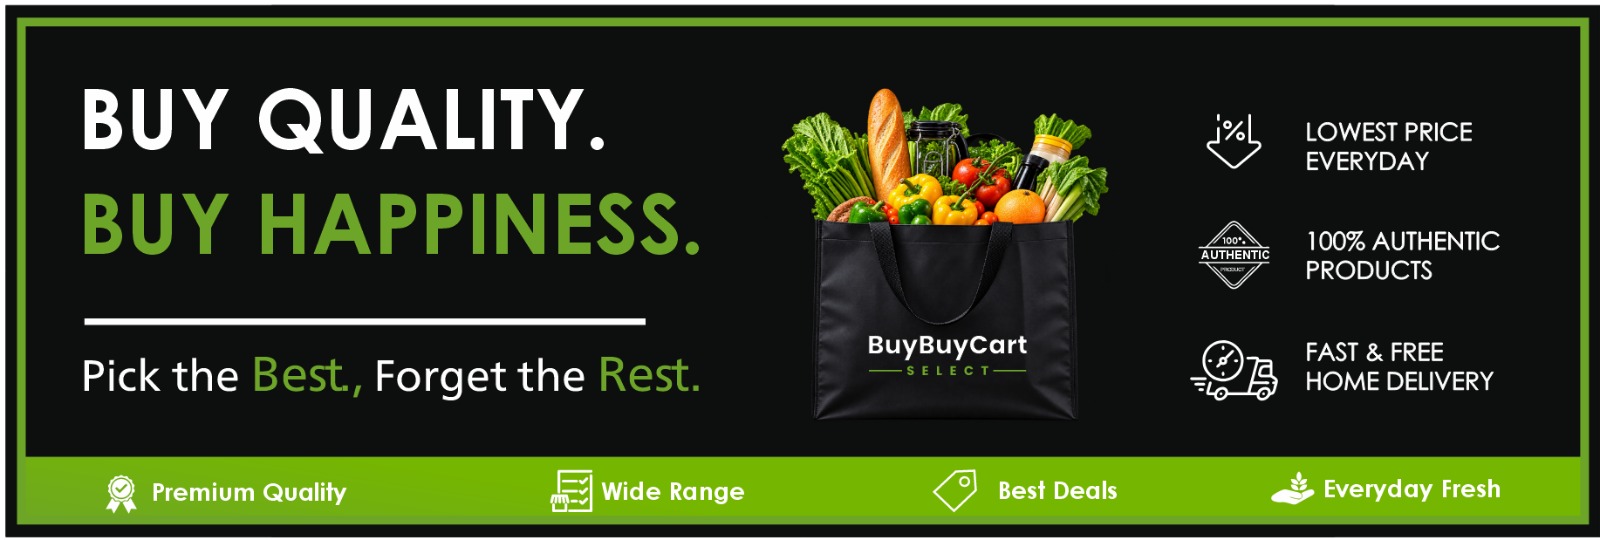 BUY QUALITY.
BUY HAPPINESS.
Pick the Best., Forget the Rest.
BuyBuyCart
SELECT
LOWEST PRICE
EVERYDAY
100%
AUTHENTIC
PRODUCT
100% AUTHENTIC
PRODUCTS
FAST & FREE
HOME DELIVERY
Premium Quality
Wide Range
Best Deals
Everyday Fresh